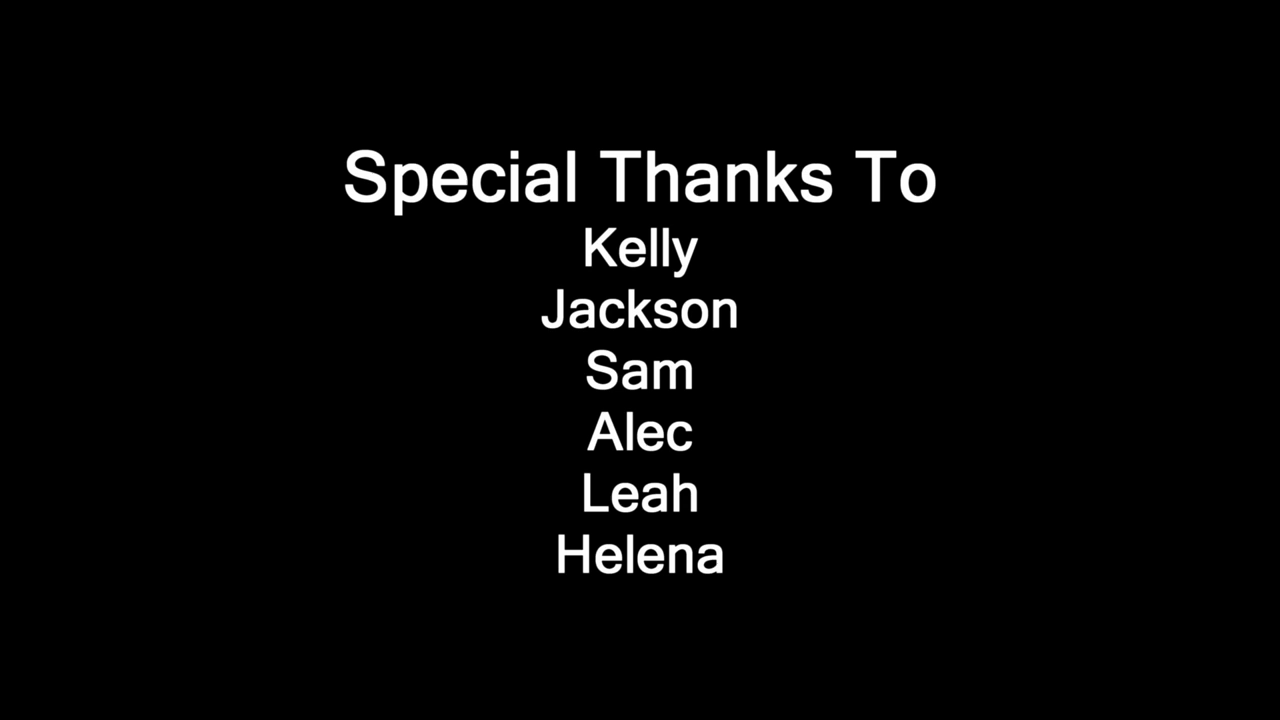 Special Thanks To
Kelly
Jackson
Sam
Alec
Leah
Helena